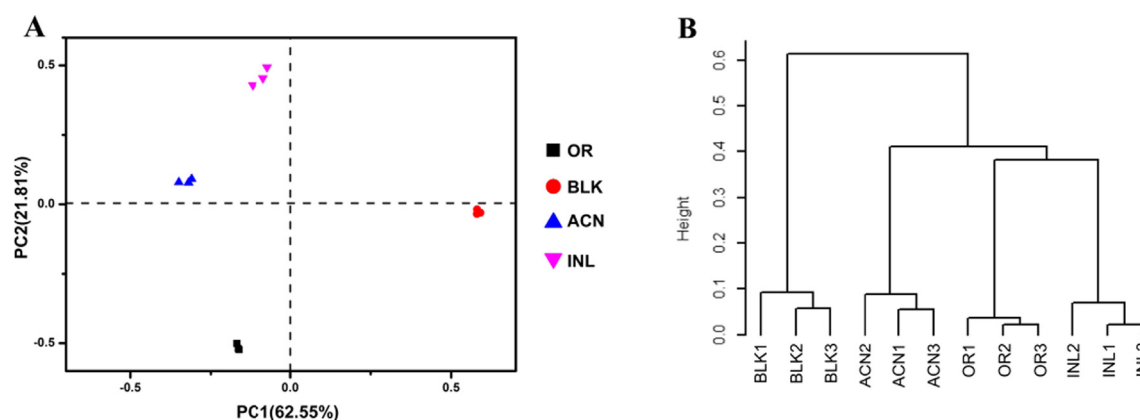 A
0.5
0.0
-0.5
PC2(21.81%)
-0.5
0.0
0.5
PC1(62.55%)
OR
BLK
ACN
INL
B
Height
0.6
0.5
0.4
0.3
0.2
0.1
0.0
BLK1
BLK2
BLK3
ACN2
ACN1
ACN3
OR1
OR2
OR3
INL2
INL1